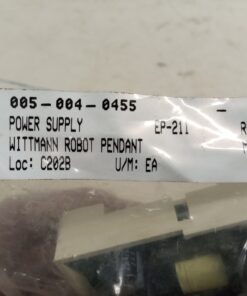 005-004-0455 -
POWER SUPPLY EP-211 R
WITTMANN ROBOT PENDANT
Loc: C202B U/M: EA